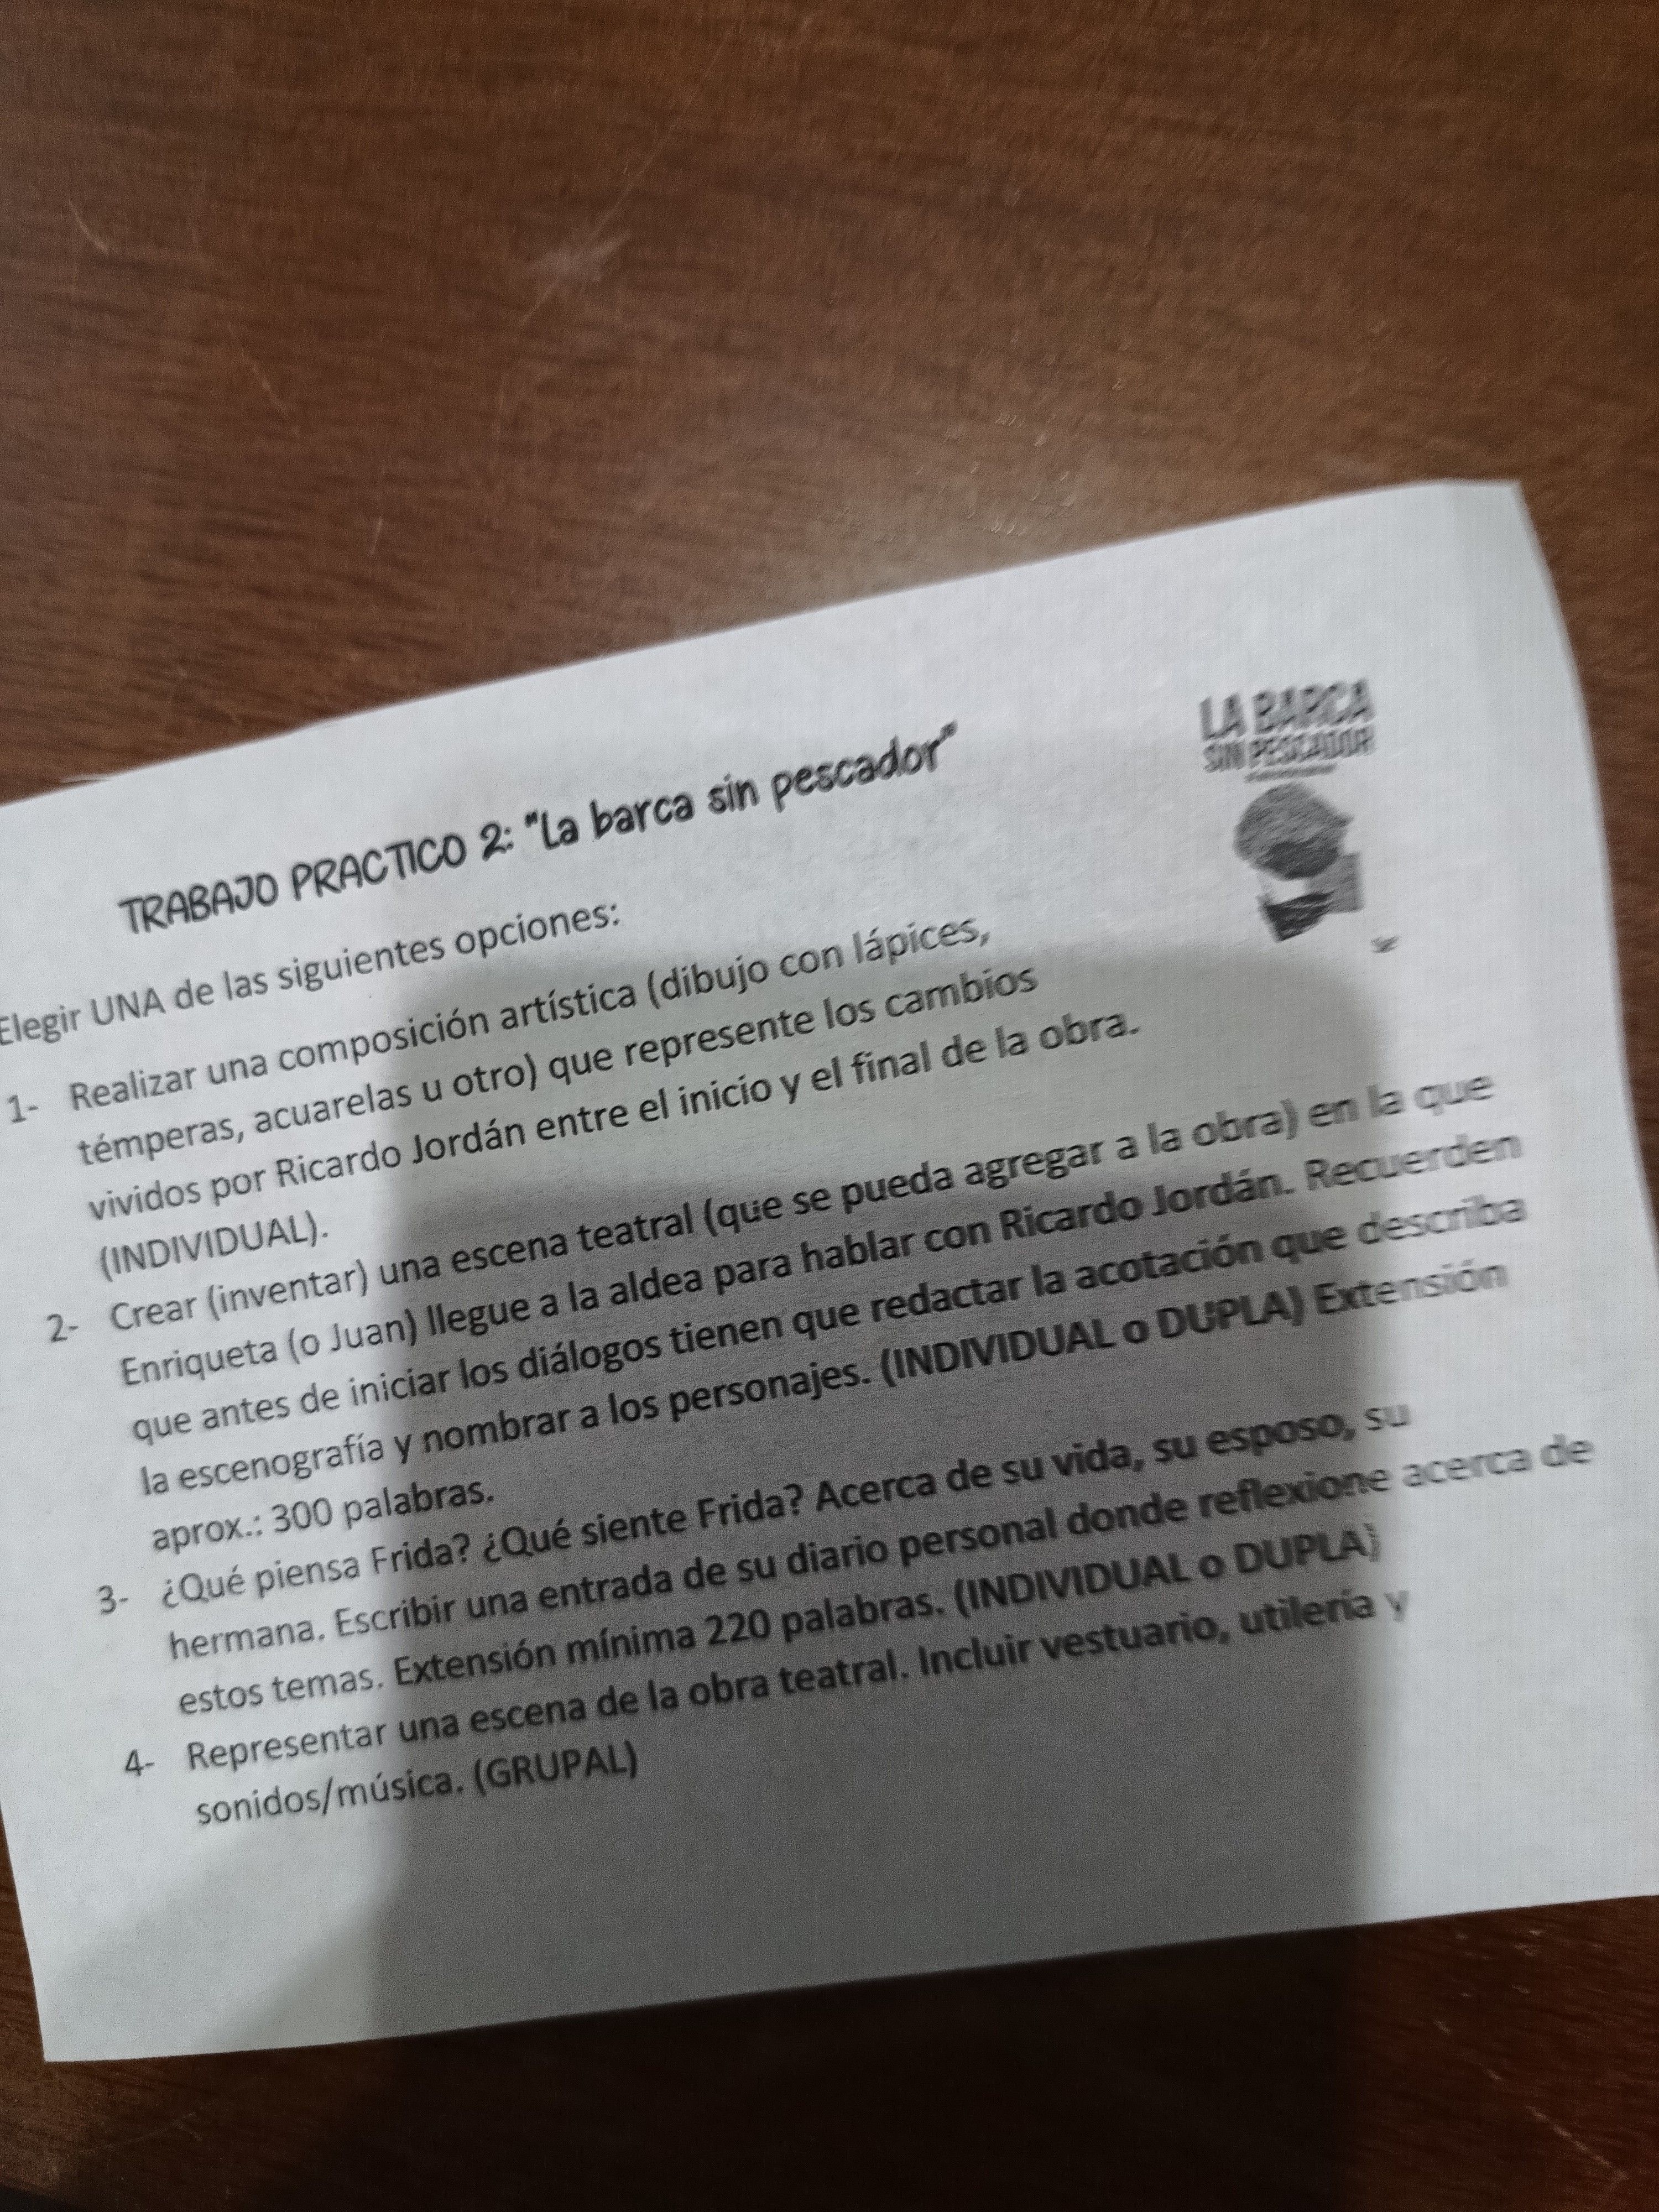 TRABAJO PRACTICO 2: "La barca sin pescador"
LA BARCA
SIN PESCADOR
Elegir UNA de las siguientes opciones:
1- Realizar una composición artística (dibujo con lápices,
témperas, acuarelas u otro) que represente los cambios
vividos por Ricardo Jordán entre el inicio y el final de la obra.
(INDIVIDUAL).
2- Crear (inventar) una escena teatral (que se pueda agregar a la obra) en la que
Enriqueta (o Juan) llegue a la aldea para hablar con Ricardo Jordán. Recuerden
que antes de iniciar los diálogos tienen que redactar la acotación que describa
la escenografía y nombrar a los personajes. (INDIVIDUAL o DUPLA) Extensión
aprox.: 300 palabras.
3- ¿Qué piensa Frida? ¿Qué siente Frida? Acerca de su vida, su esposo, su
hermana. Escribir una entrada de su diario personal donde reflexione acerca de
estos temas. Extensión mínima 220 palabras. (INDIVIDUAL o DUPLA)
4- Representar una escena de la obra teatral. Incluir vestuario, utilería y
sonidos/música. (GRUPAL)